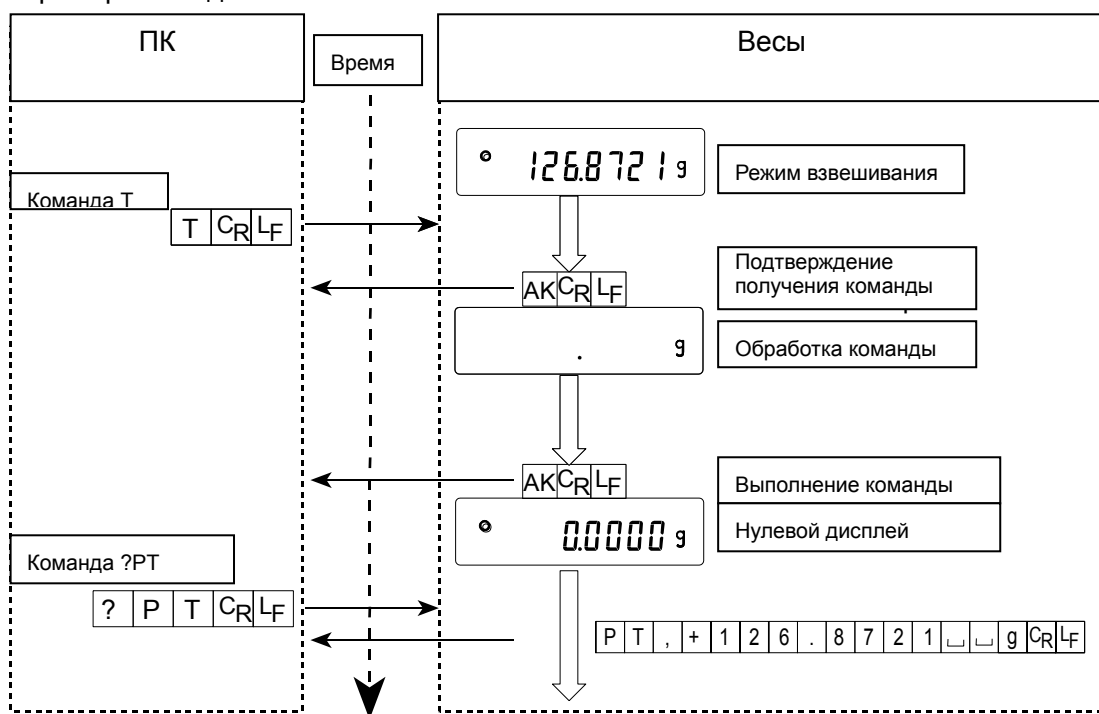 ПК
Время
Весы
126.8721 g
Режим взвешивания
Команда T
T CR LF
Подтверждение
получения команды
AK CR LF
. g
Обработка команды
AK CR LF
Выполнение команды
0.0000 g
Нулевой дисплей
Команда ?PT
? P T CR LF
P T , + 1 2 6 . 8 7 2 1 ␣ ␣ g CR LF